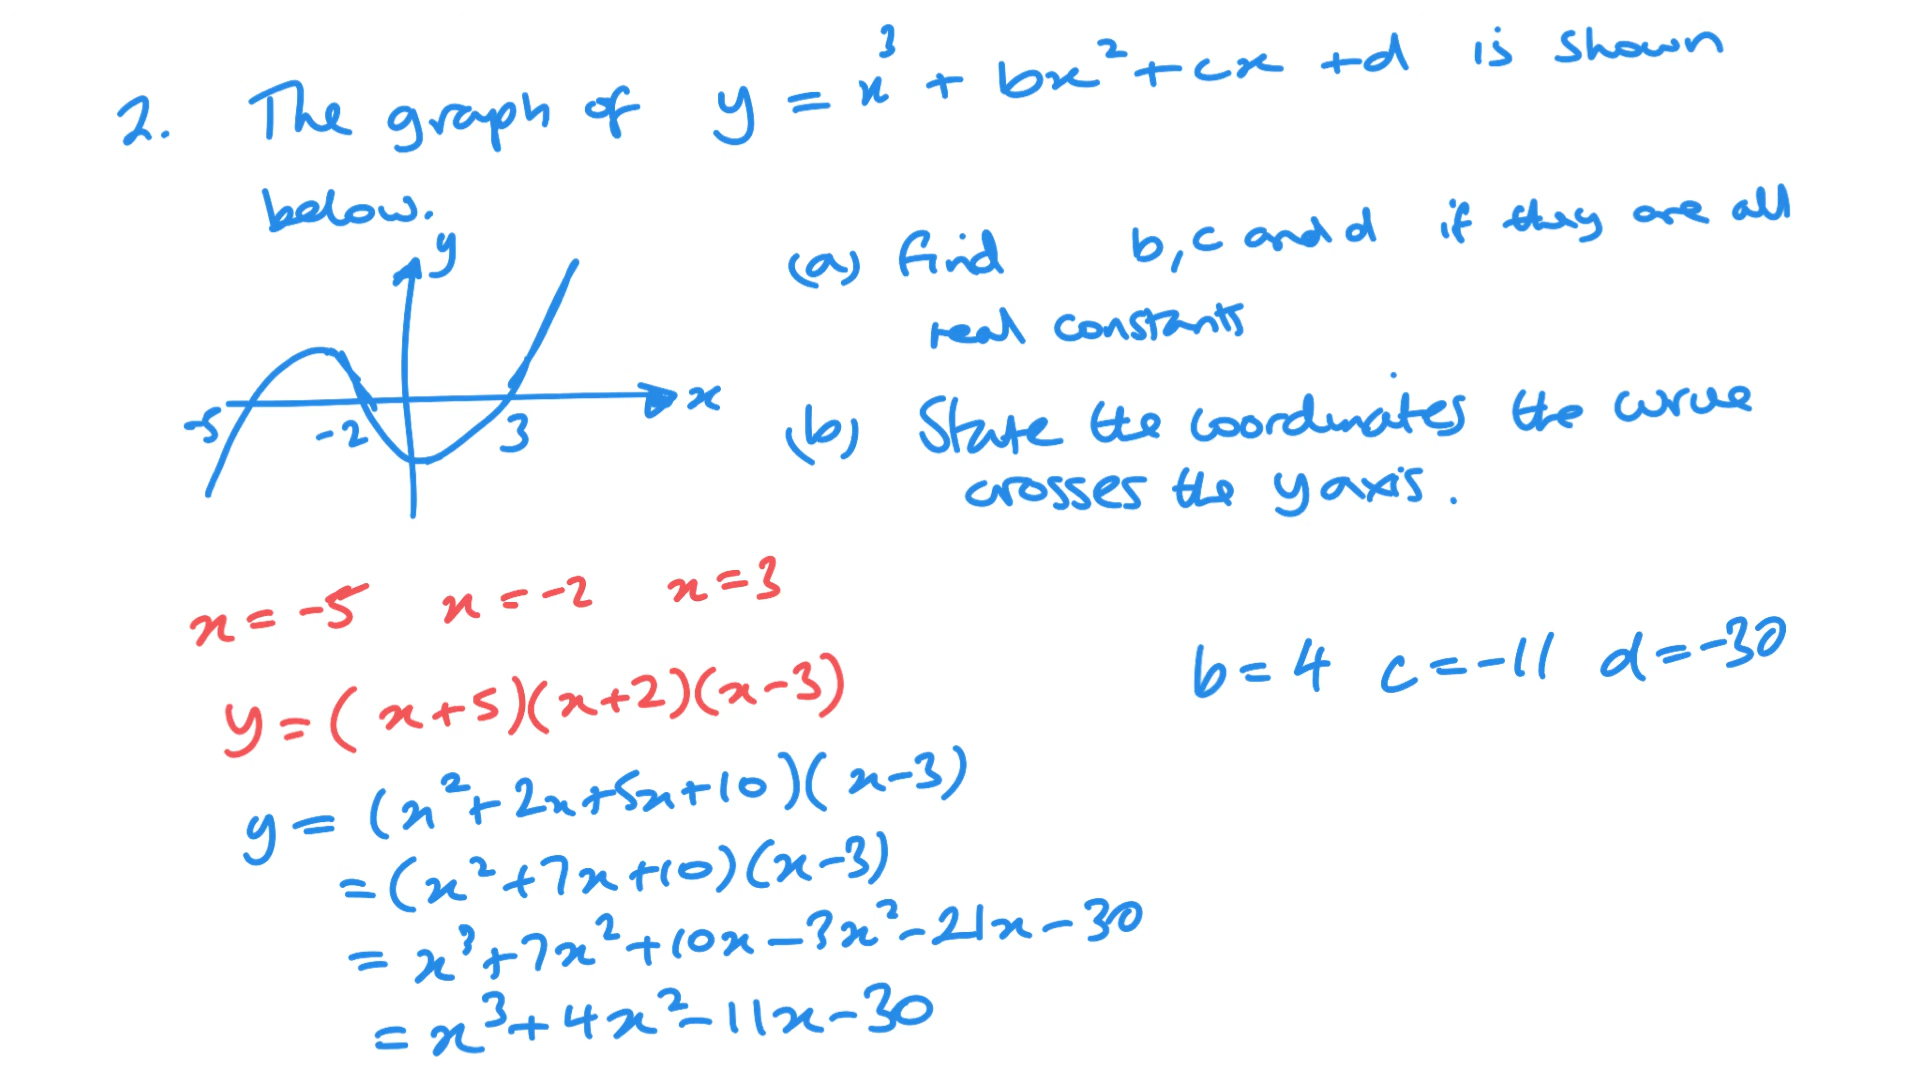 2. The graph of y = x³ + bx² + cx + d is shown
below.
(a) find b, c and d if they are all
real constants
(b) State the coordinates the curve
crosses the y axis.
y
x
-5 -2 3
x = -5 x = -2 x = 3
y = (x+5)(x+2)(x-3)
b = 4 c = -11 d = -30
y = (x² + 2x + 5x + 10)(x-3)
= (x² + 7x + 10)(x-3)
= x³ + 7x² + 10x - 3x² - 21x - 30
= x³ + 4x² - 11x - 30